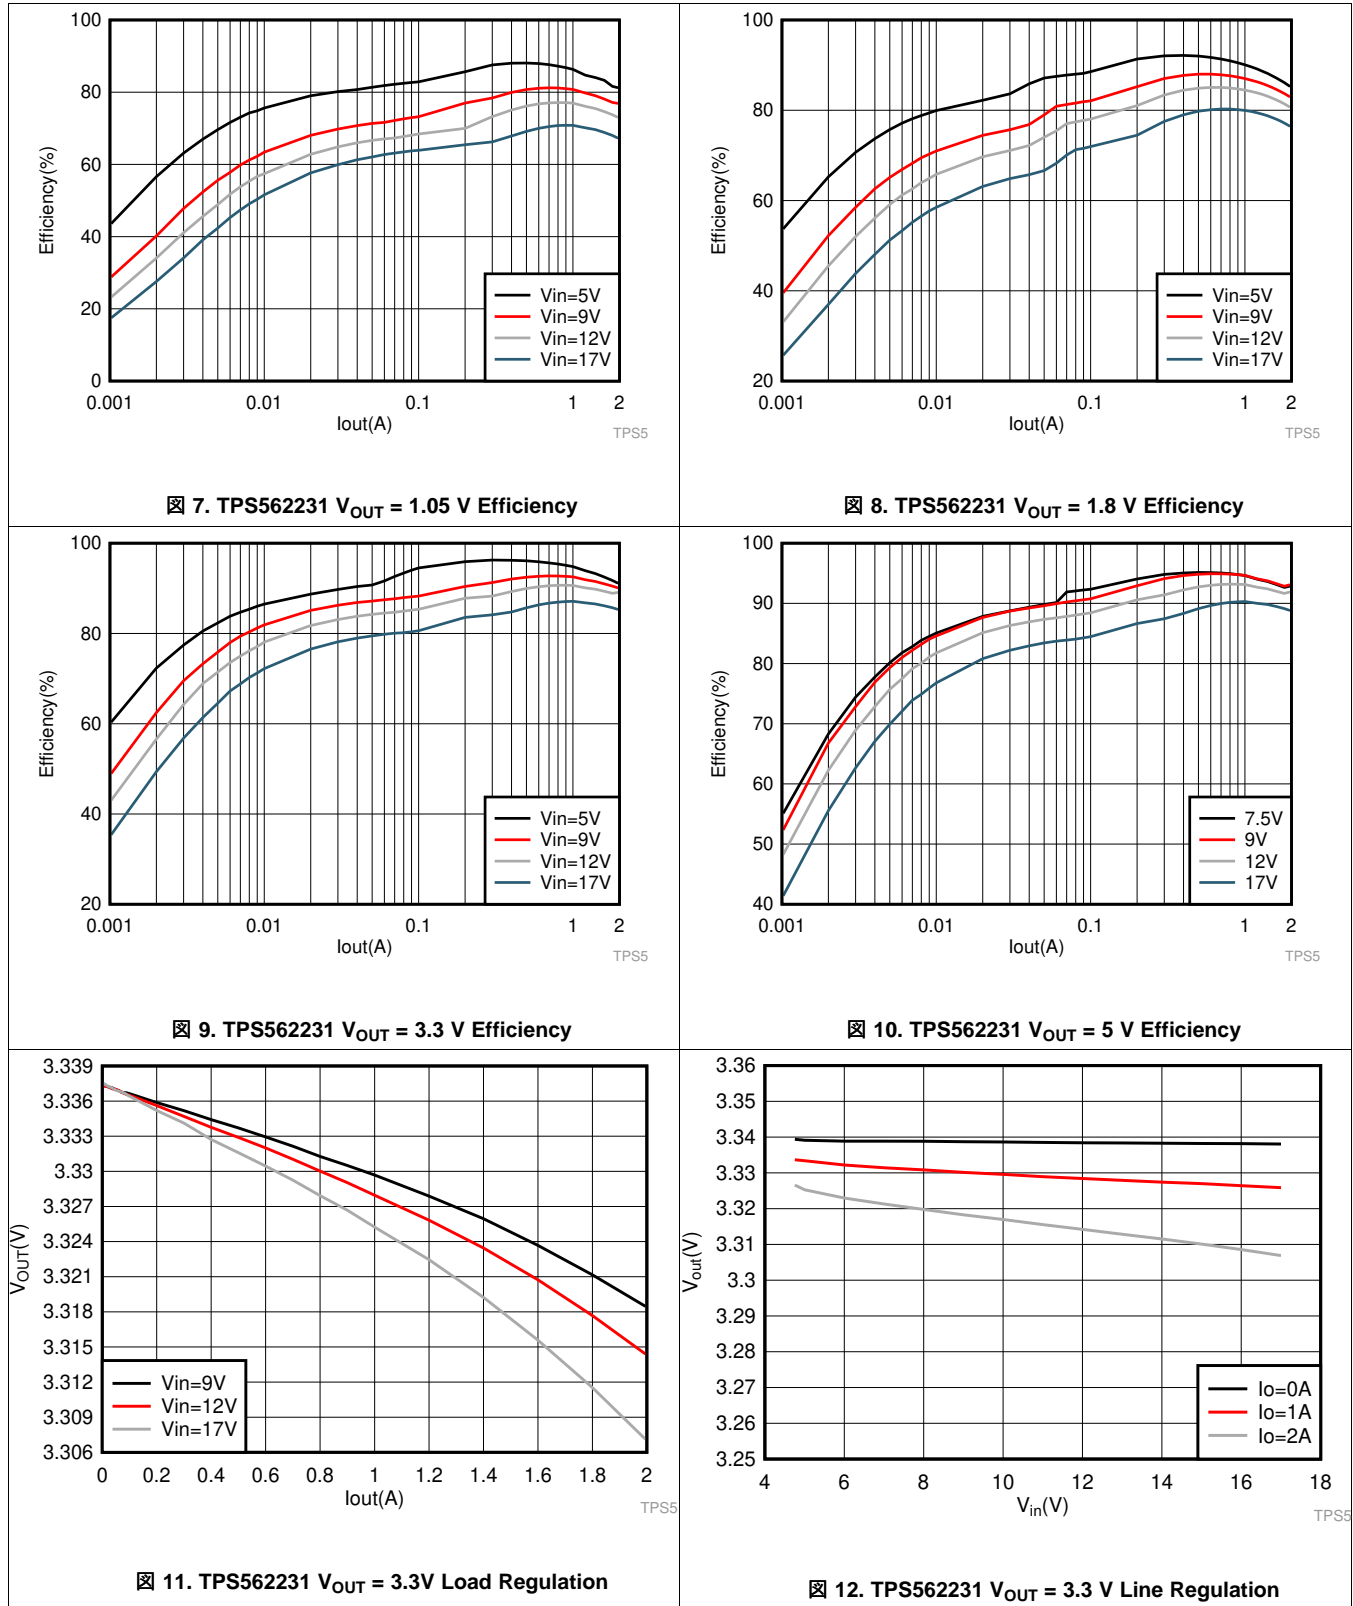 100
80
60
40
20
0
Efficiency(%)
Vin=5V
Vin=9V
Vin=12V
Vin=17V
0.001
0.01
0.1
1
2
Iout(A)
TPS5
図 7. TPS562231 VOUT = 1.05 V Efficiency
100
80
60
40
20
Efficiency(%)
Vin=5V
Vin=9V
Vin=12V
Vin=17V
0.001
0.01
0.1
1
2
Iout(A)
TPS5
図 8. TPS562231 VOUT = 1.8 V Efficiency
100
80
60
40
20
Efficiency(%)
Vin=5V
Vin=9V
Vin=12V
Vin=17V
0.001
0.01
0.1
1
2
Iout(A)
TPS5
図 9. TPS562231 VOUT = 3.3 V Efficiency
100
90
80
70
60
50
40
Efficiency(%)
7.5V
9V
12V
17V
0.001
0.01
0.1
1
2
Iout(A)
TPS5
図 10. TPS562231 VOUT = 5 V Efficiency
3.339
3.336
3.333
3.33
3.327
3.324
3.321
3.318
3.315
3.312
3.309
3.306
VOUT(V)
Vin=9V
Vin=12V
Vin=17V
0
0.2
0.4
0.6
0.8
1
1.2
1.4
1.6
1.8
2
Iout(A)
TPS5
図 11. TPS562231 VOUT = 3.3V Load Regulation
3.36
3.35
3.34
3.33
3.32
3.31
3.3
3.29
3.28
3.27
3.26
3.25
Vout(V)
Io=0A
Io=1A
Io=2A
4
6
8
10
12
14
16
18
Vin(V)
TPS5
図 12. TPS562231 VOUT = 3.3 V Line Regulation